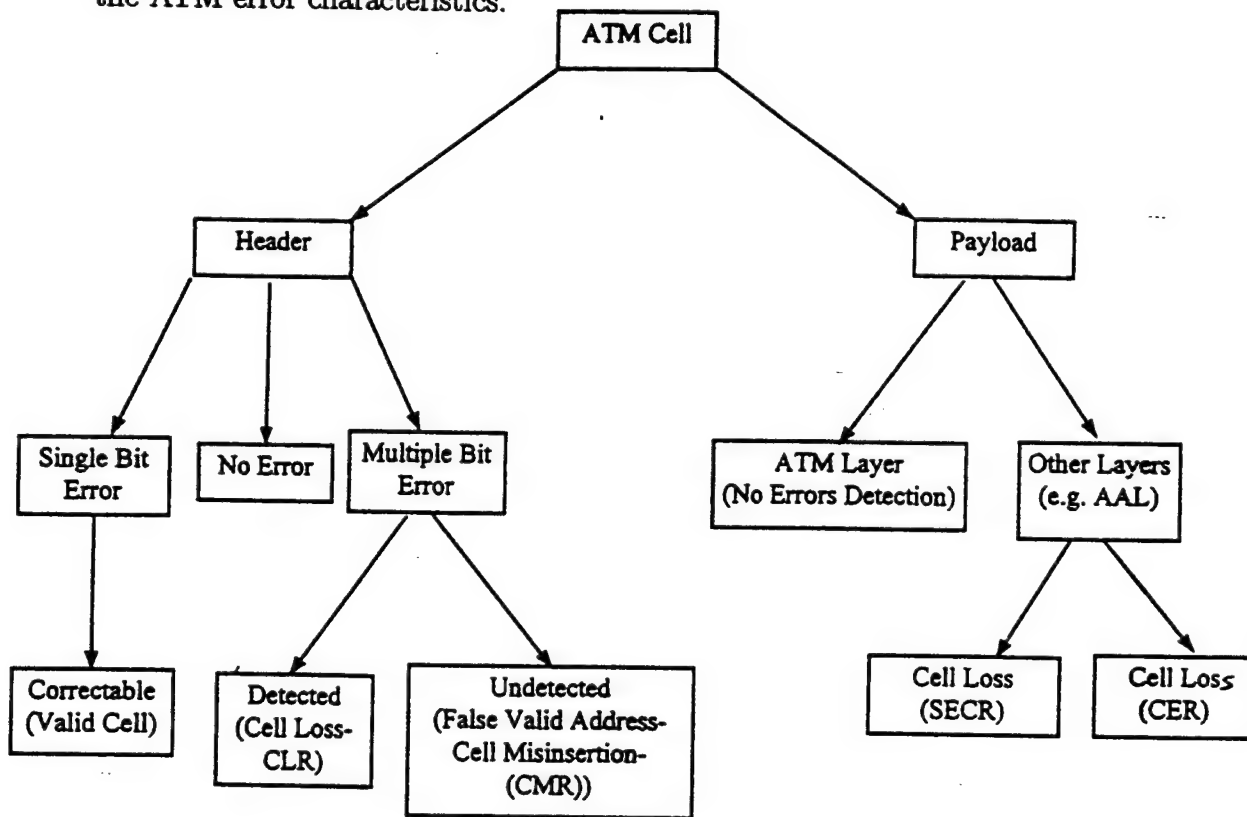 the ATM error characteristics.
ATM Cell
Header
Payload
Single Bit
Error
No Error
Multiple Bit
Error
ATM Layer
(No Errors Detection)
Other Layers
(e.g. AAL)
Correctable
(Valid Cell)
Detected
(Cell Loss-
CLR)
Undetected
(False Valid Address-
Cell Misinsertion-
(CMR))
Cell Loss
(SECR)
Cell Loss
(CER)